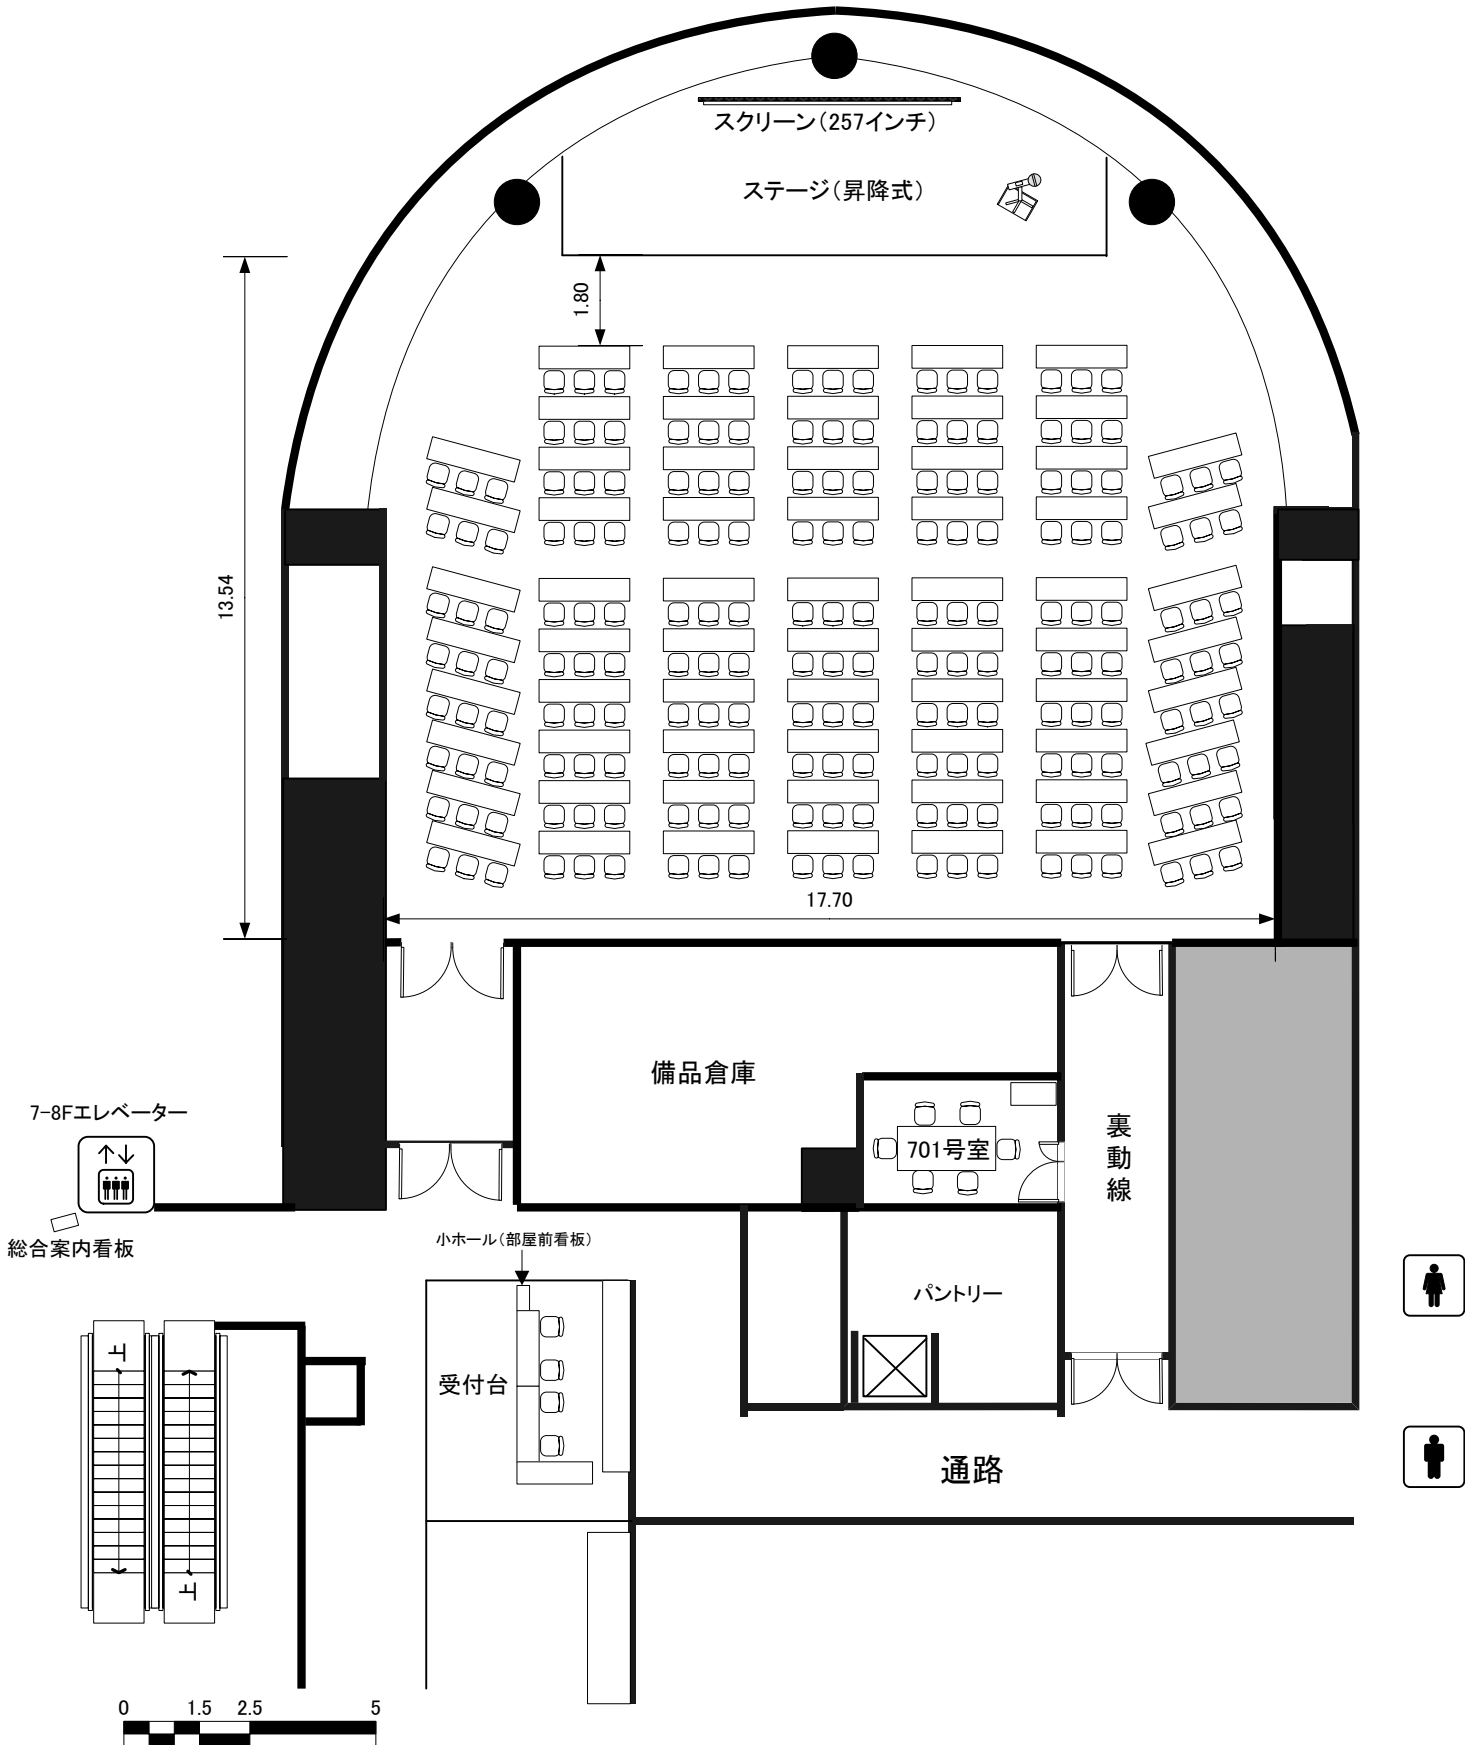 スクリーン(257インチ)
ステージ(昇降式)
1.80
13.54
17.70
備品倉庫
7-8Fエレベーター
701号室
裏動線
総合案内看板
小ホール(部屋前看板)
パントリー
上
受付台
通路
上
0 1.5 2.5 5